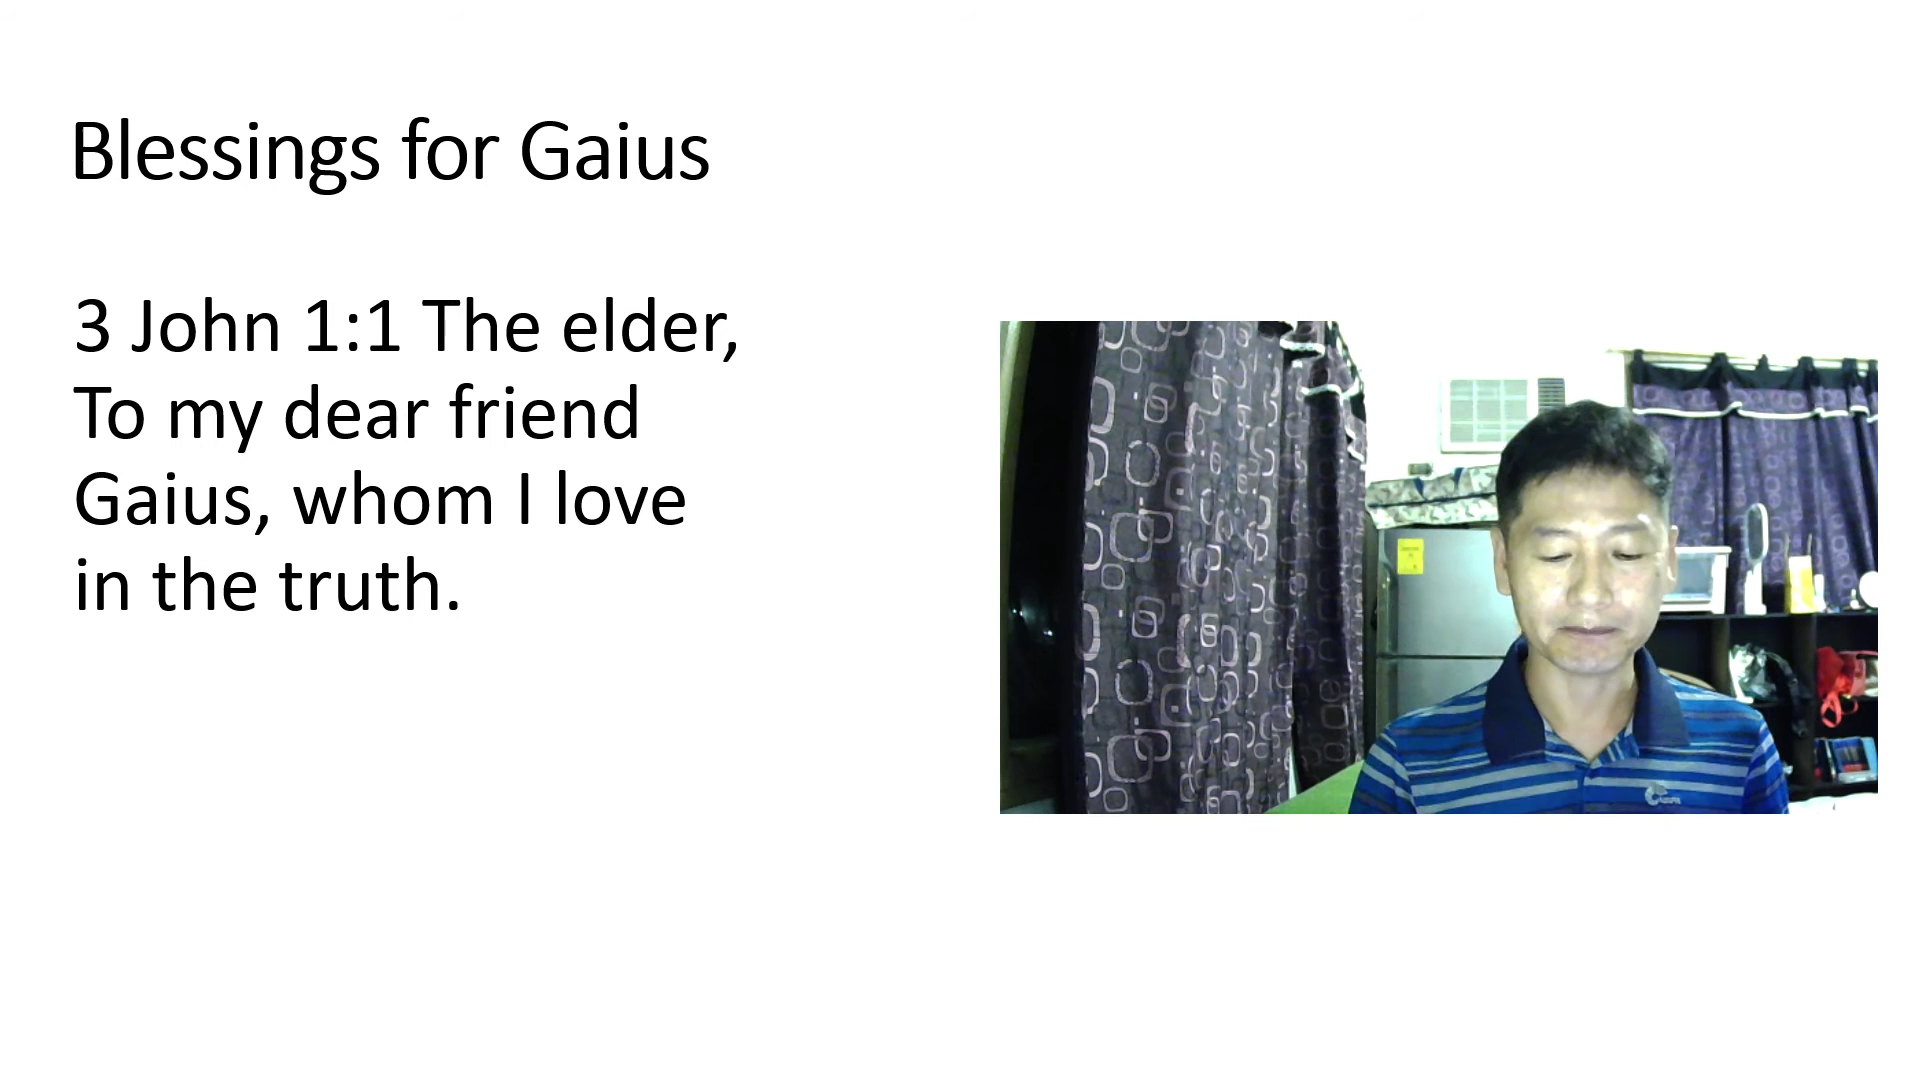 Blessings for Gaius
3 John 1:1 The elder,
To my dear friend
Gaius, whom I love
in the truth.